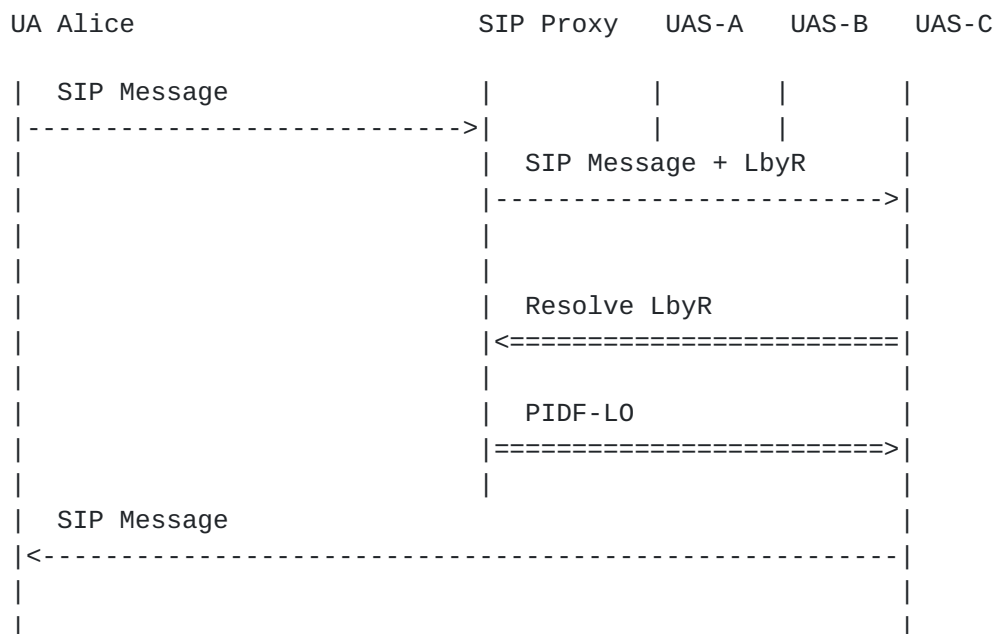 UA Alice SIP Proxy UAS-A UAS-B UAS-C
SIP Message
SIP Message + LbyR
Resolve LbyR
PIDF-LO
SIP Message